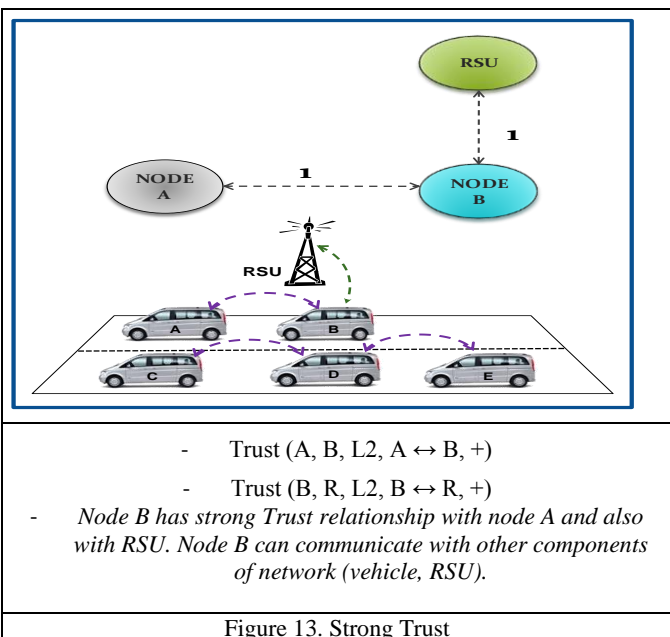 RSU
1
NODE
A
1
NODE
B
RSU
A
B
C
D
E
- Trust (A, B, L2, A ↔ B, +)
- Trust (B, R, L2, B ↔ R, +)
- Node B has strong Trust relationship with node A and also
with RSU. Node B can communicate with other components
of network (vehicle, RSU).
Figure 13. Strong Trust